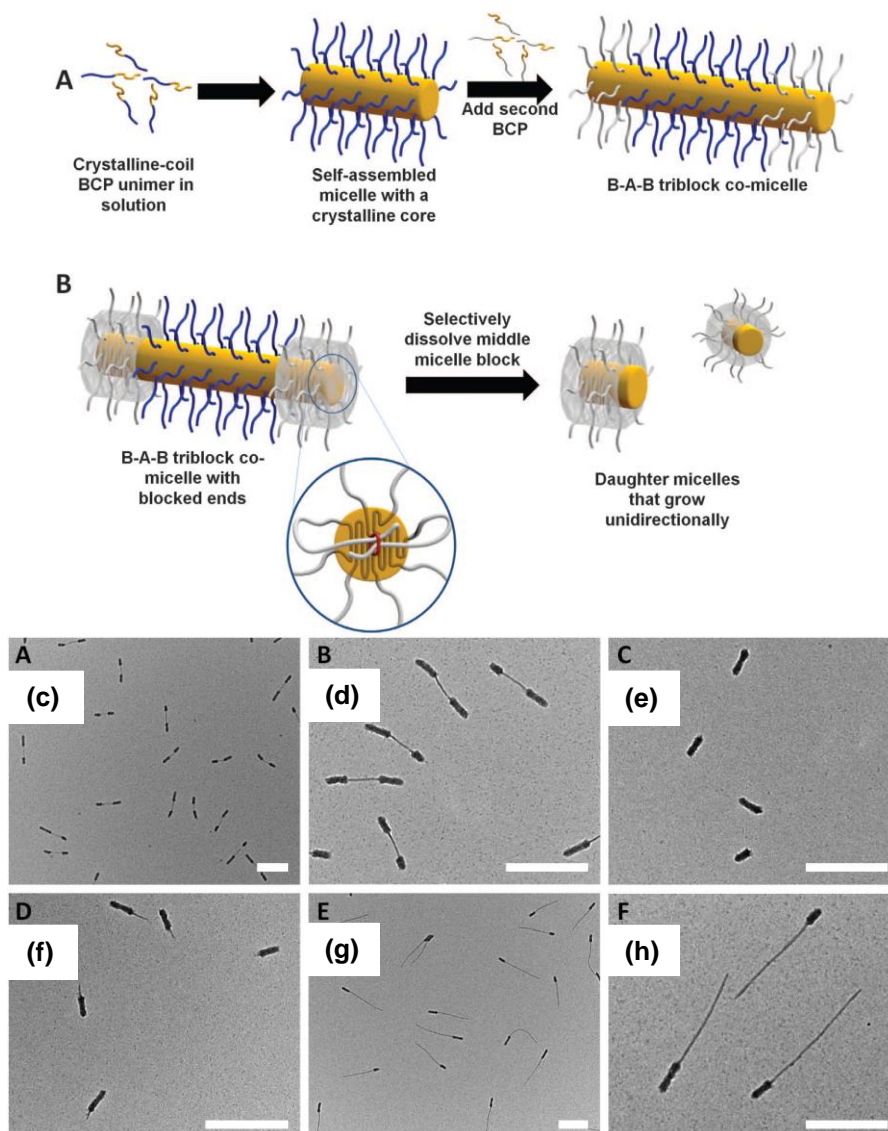 A
Crystalline-coil
BCP unimer in
solution
Self-assembled
micelle with a
crystalline core
Add second
BCP
B-A-B triblock co-micelle
B
B-A-B triblock co-
micelle with
blocked ends
Selectively
dissolve middle
micelle block
Daughter micelles
that grow
unidirectionally
A
(c)
B
(d)
C
(e)
D
(f)
E
(g)
F
(h)